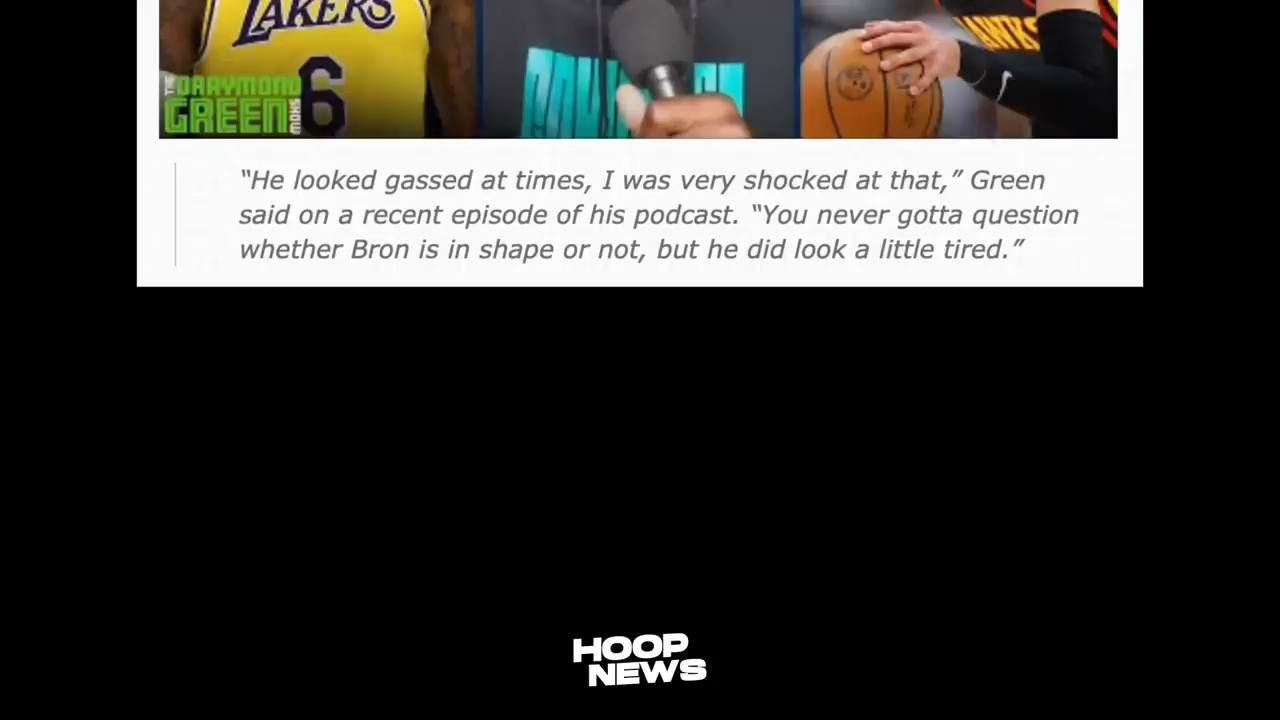 LAKERS
6
THE
DRAYMOND
GREEN
SHOW
HAWKS
“He looked gassed at times, I was very shocked at that,” Green
said on a recent episode of his podcast. “You never gotta question
whether Bron is in shape or not, but he did look a little tired.”
HOOP
NEWS